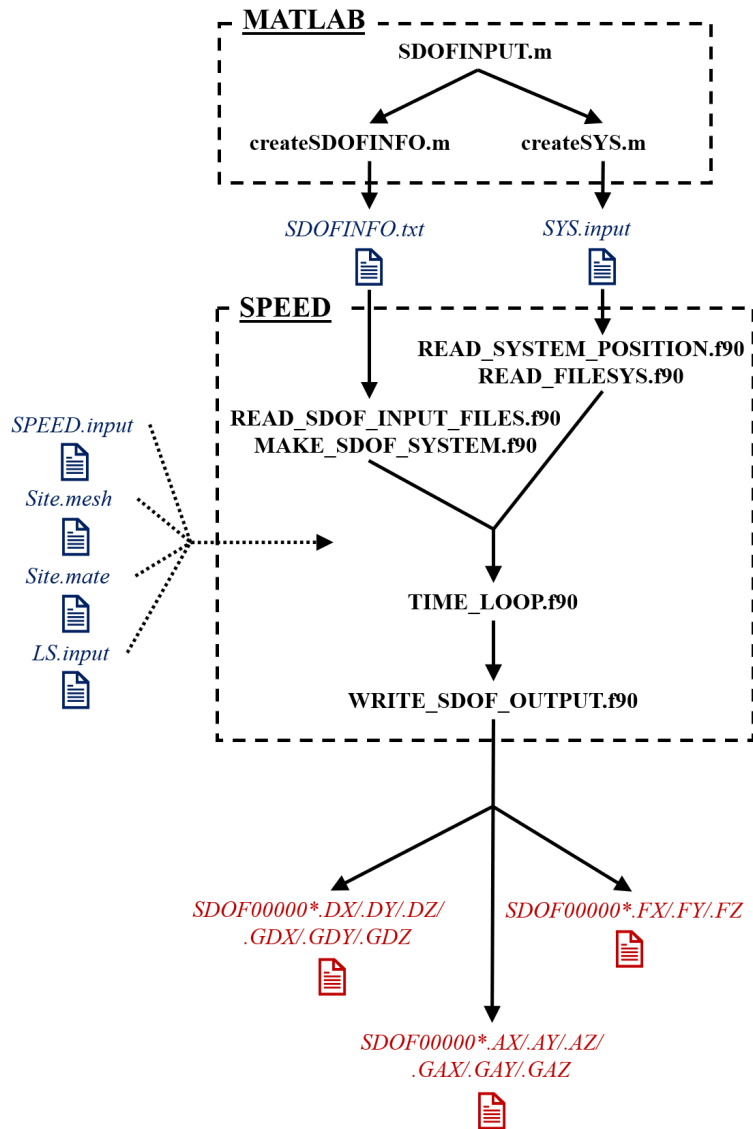 MATLAB
SDOFINPUT.m
createSDOFINFO.m
createSYS.m
SDOFINFO.txt
SYS.input
SPEED
READ_SYSTEM_POSITION.f90
READ_FILESYS.f90
READ_SDOF_INPUT_FILES.f90
MAKE_SDOF_SYSTEM.f90
SPEED.input
Site.mesh
Site.mate
LS.input
TIME_LOOP.f90
WRITE_SDOF_OUTPUT.f90
SDOF00000*.DX/.DY/.DZ/
.GDX/.GDY/.GDZ
SDOF00000*.FX/.FY/.FZ
SDOF00000*.AX/.AY/.AZ/
.GAX/.GAY/.GAZ